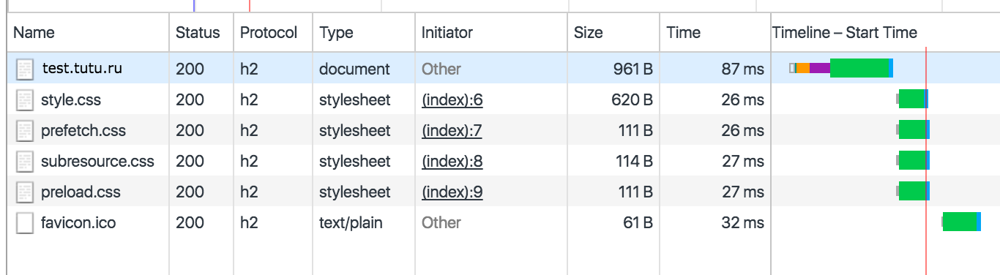 Name Status Protocol Type Initiator Size Time Timeline – Start Time
test.tutu.ru 200 h2 document Other 961 B 87 ms
style.css 200 h2 stylesheet (index):6 620 B 26 ms
prefetch.css 200 h2 stylesheet (index):7 111 B 26 ms
subresource.css 200 h2 stylesheet (index):8 114 B 27 ms
preload.css 200 h2 stylesheet (index):9 111 B 27 ms
favicon.ico 200 h2 text/plain Other 61 B 32 ms